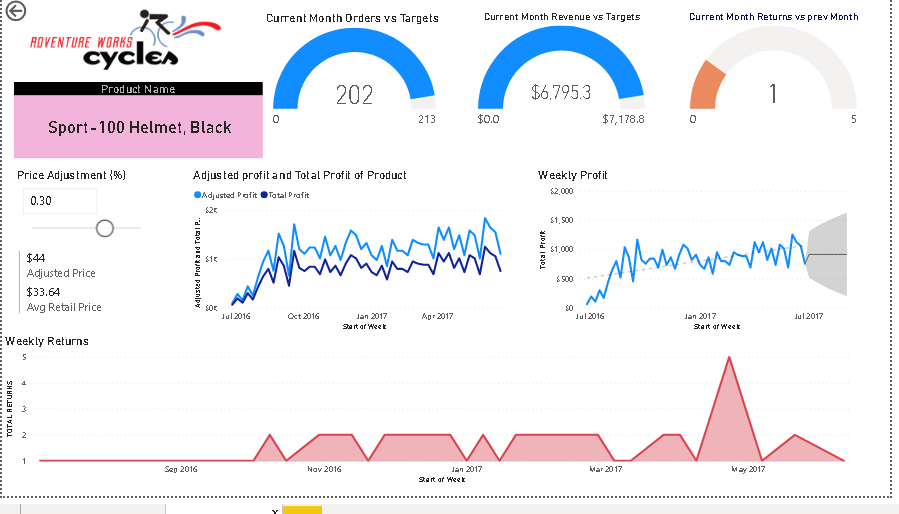 ADVENTURE WORKS
cycles
Product Name
Sport-100 Helmet, Black
Current Month Orders vs Targets
202
0
213
Current Month Revenue vs Targets
$6,795.3
$0.0
$7,178.8
Current Month Returns vs prev Month
1
0
5
Price Adjustment (%)
0.30
$44
Adjusted Price
$33.64
Avg Retail Price
Adjusted profit and Total Profit of Product
Adjusted Profit
Total Profit
Adjusted Profit and Total P...
$2K
$1K
$0K
Jul 2016
Oct 2016
Jan 2017
Apr 2017
Start of Week
Weekly Profit
Total Profit
$2,000
$1,500
$1,000
$500
$0
Jul 2016
Jan 2017
Jul 2017
Start of Week
Weekly Returns
TOTAL RETURNS
5
4
3
2
1
Sep 2016
Nov 2016
Jan 2017
Mar 2017
May 2017
Start of Week
x